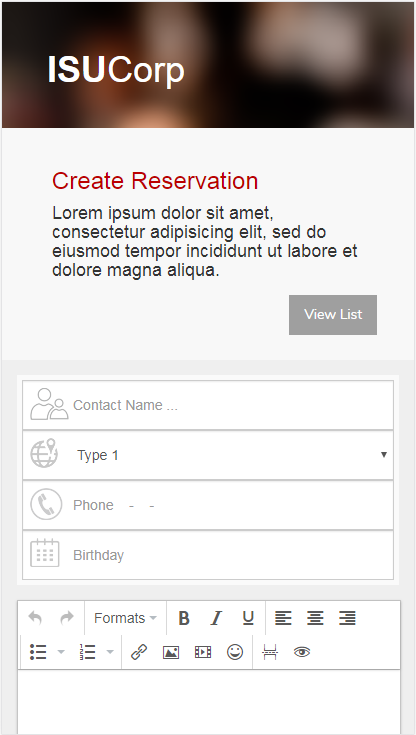 ISUCorp
Create Reservation
Lorem ipsum dolor sit amet,
consectetur adipisicing elit, sed do
eiusmod tempor incididunt ut labore et
dolore magna aliqua.
View List
Contact Name ...
Type 1
Phone - -
Birthday
Formats B I U